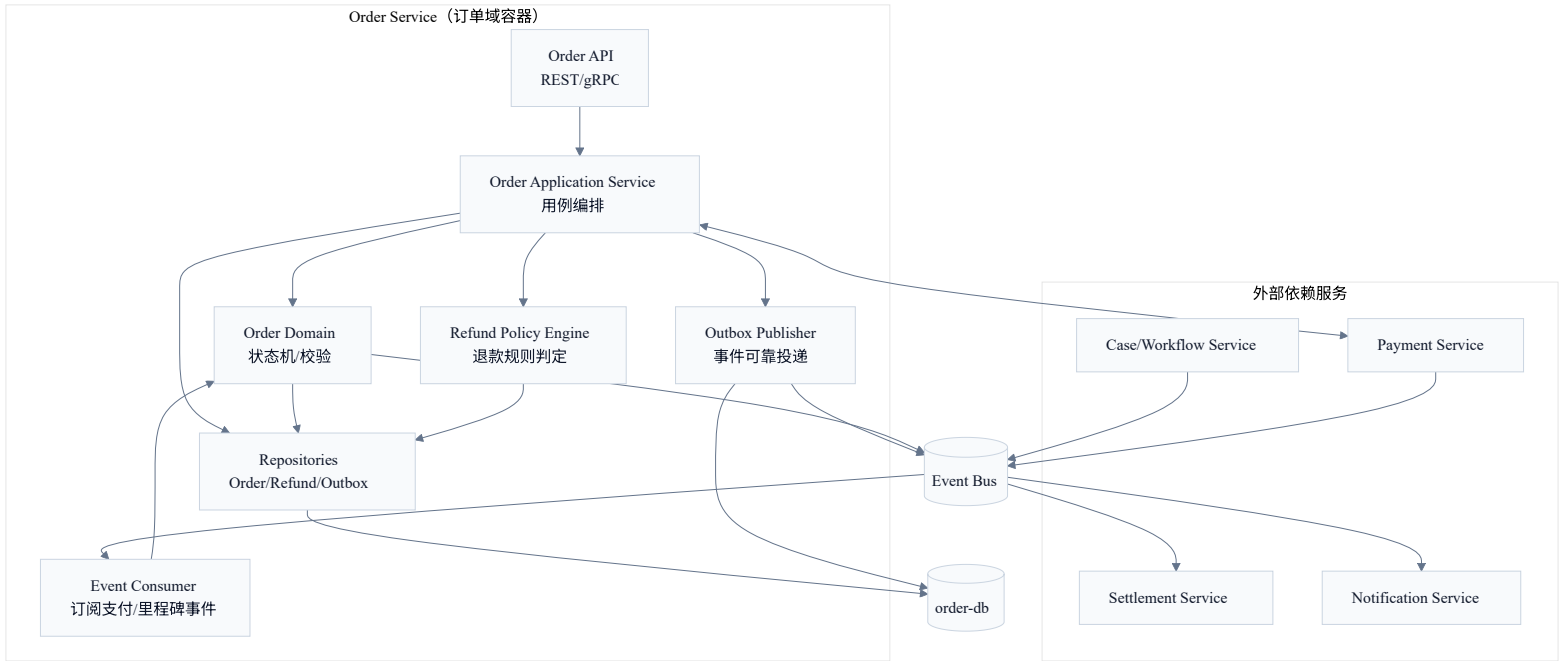 Order Service（订单域容器）
Order API
REST/gRPC
Order Application Service
用例编排
外部依赖服务
Order Domain
状态机/校验
Refund Policy Engine
退款规则判定
Outbox Publisher
事件可靠投递
Case/Workflow Service
Payment Service
Repositories
Order/Refund/Outbox
Event Bus
Event Consumer
订阅支付/里程碑事件
order-db
Settlement Service
Notification Service